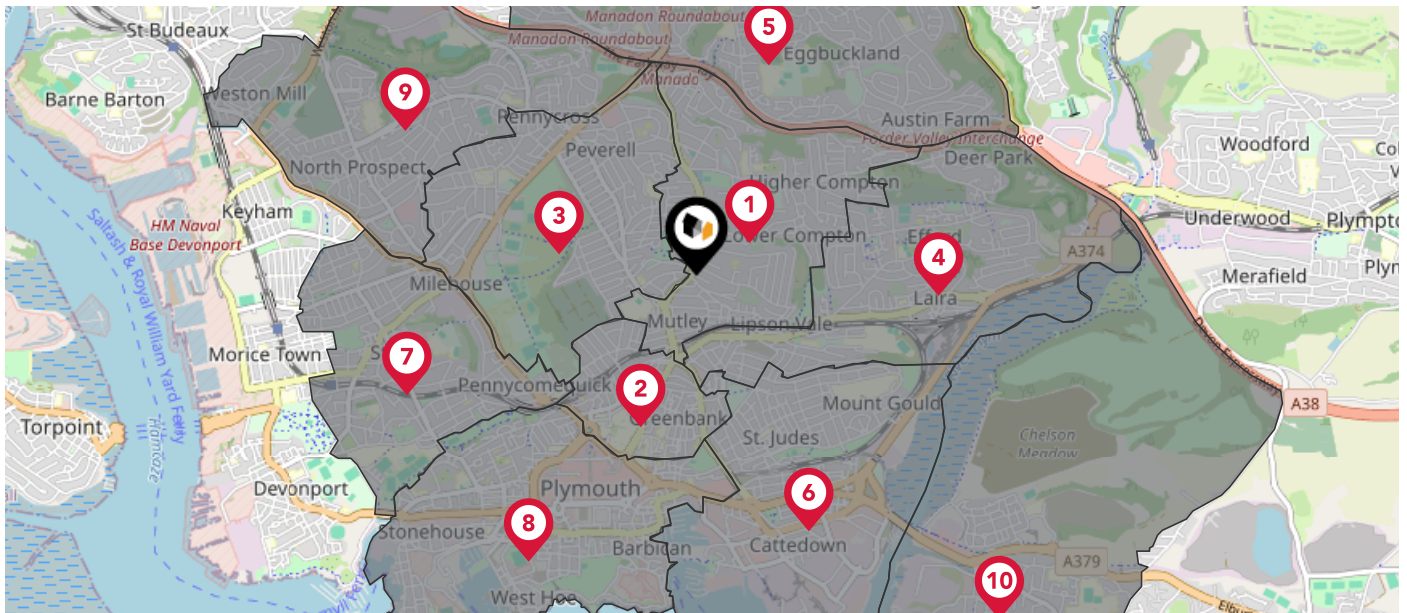 Manadon Roundabout
5
St Budeaux
Manadon Roundabout
Eggbuckland
Manado
Weston Mill
9
Barne Barton
Pennycross
Austin Farm
Forder Valley Interchange
Woodford
Peverell
Deer Park
North Prospect
Higher Compton
Keyham
3
1
HM Naval
Base Devonport
Lower Compton
Efford
Underwood
A374
4
Merafield
Milehouse
Laira
Saltash & Royal William Yard Ferry
Mutley
Lipson Vale
Morice Town
7
Pennycomequick
2
Mount Gould
A38
Torpoint
Greenbank
Hamoaze
St. Judes
Chelson
Meadow
Devonport
Plymouth
6
Stonehouse
8
Barbican
Cattedown
A379
10
West Hoe